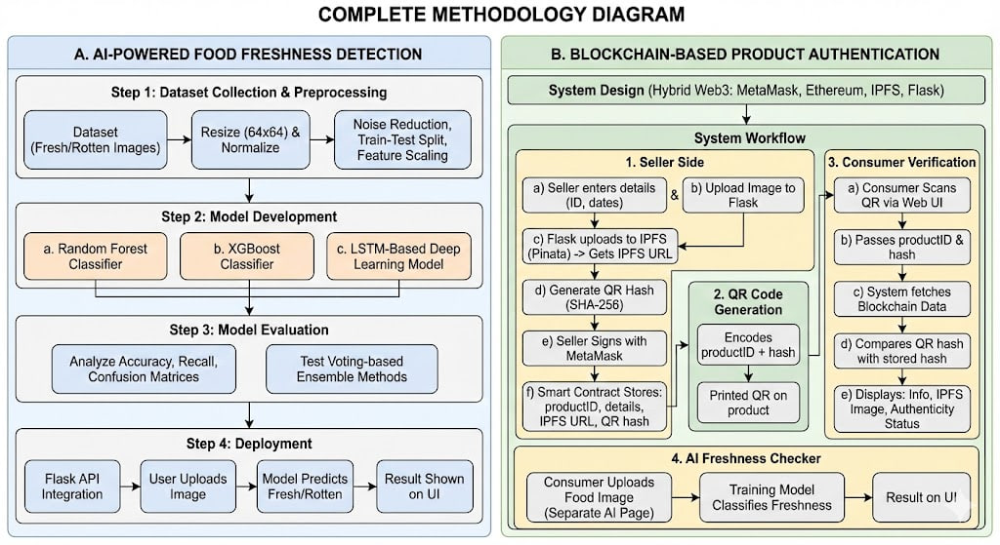 COMPLETE METHODOLOGY DIAGRAM
A. AI-POWERED FOOD FRESHNESS DETECTION
Step 1: Dataset Collection & Preprocessing
Dataset
(Fresh/Rotten Images)
Resize (64x64) &
Normalize
Noise Reduction,
Train-Test Split,
Feature Scaling
Step 2: Model Development
a. Random Forest
Classifier
b. XGBoost
Classifier
c. LSTM-Based Deep
Learning Model
Step 3: Model Evaluation
Analyze Accuracy, Recall,
Confusion Matrices
Test Voting-based
Ensemble Methods
Step 4: Deployment
Flask API
Integration
User Uploads
Image
Model Predicts
Fresh/Rotten
Result Shown
on UI
B. BLOCKCHAIN-BASED PRODUCT AUTHENTICATION
System Design (Hybrid Web3: MetaMask, Ethereum, IPFS, Flask)
System Workflow
1. Seller Side
a) Seller enters details
(ID, dates)
&
b) Upload Image to
Flask
c) Flask uploads to IPFS
(Pinata) -> Gets IPFS URL
d) Generate QR Hash
(SHA-256)
e) Seller Signs with
MetaMask
f) Smart Contract Stores:
productID, details,
IPFS URL, QR hash
2. QR Code
Generation
Encodes
productID + hash
Printed QR on
product
3. Consumer Verification
a) Consumer Scans
QR via Web UI
b) Passes productID &
hash
c) System fetches
Blockchain Data
d) Compares QR hash
with stored hash
e) Displays: Info, IPFS
Image, Authenticity
Status
4. AI Freshness Checker
Consumer Uploads
Food Image
(Separate AI Page)
Training Model
Classifies Freshness
Result on UI